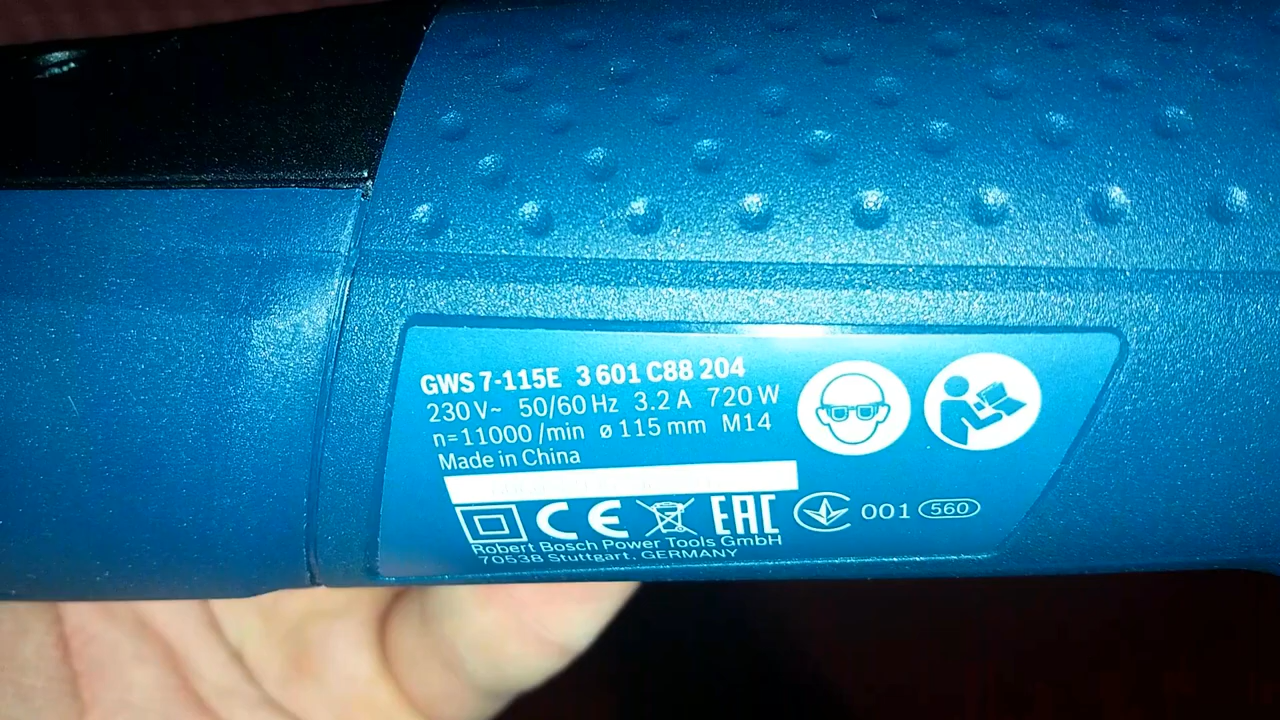 GWS 7-115E 3 601 C88 204
230 V~ 50/60 Hz 3.2 A 720 W
n=11000 /min ø 115 mm M14
Made in China
CE EAC 001 560
Robert Bosch Power Tools GmbH
70538 Stuttgart, GERMANY